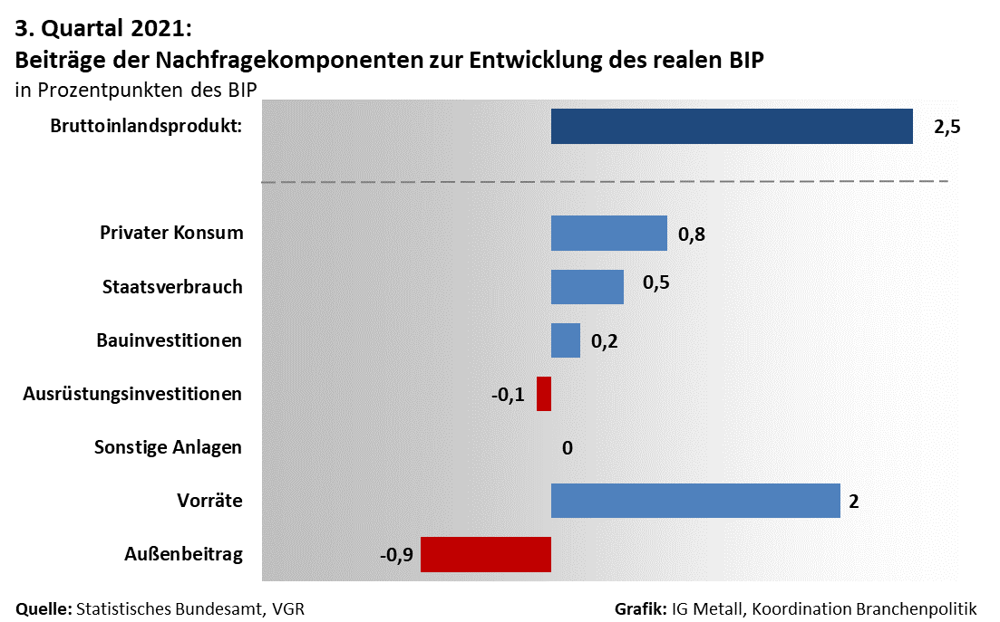 3. Quartal 2021:
Beiträge der Nachfragekomponenten zur Entwicklung des realen BIP
in Prozentpunkten des BIP
Bruttoinlandsprodukt: 2,5
Privater Konsum 0,8
Staatsverbrauch 0,5
Bauinvestitionen 0,2
Ausrüstungsinvestitionen -0,1
Sonstige Anlagen 0
Vorräte 2
Außenbeitrag -0,9
Quelle: Statistisches Bundesamt, VGR Grafik: IG Metall, Koordination Branchenpolitik